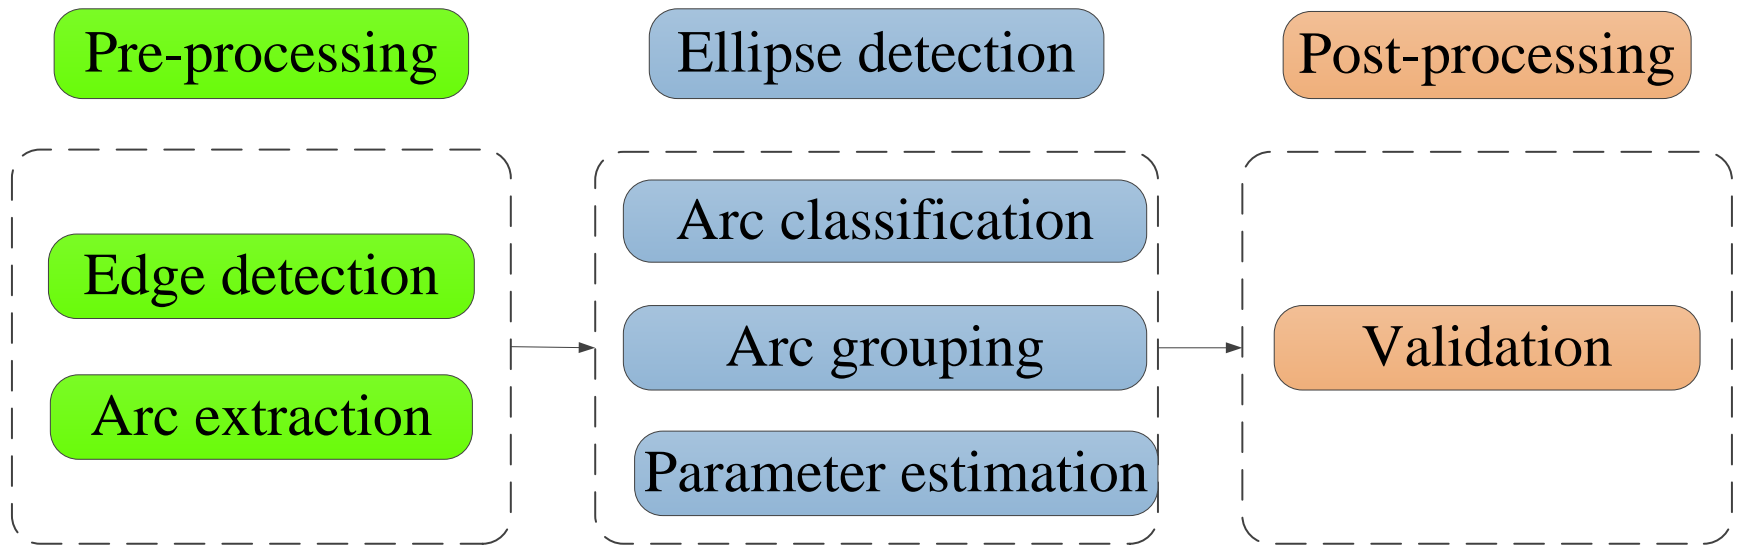 Pre-processing
Ellipse detection
Post-processing
Edge detection
Arc extraction
Arc classification
Arc grouping
Parameter estimation
Validation